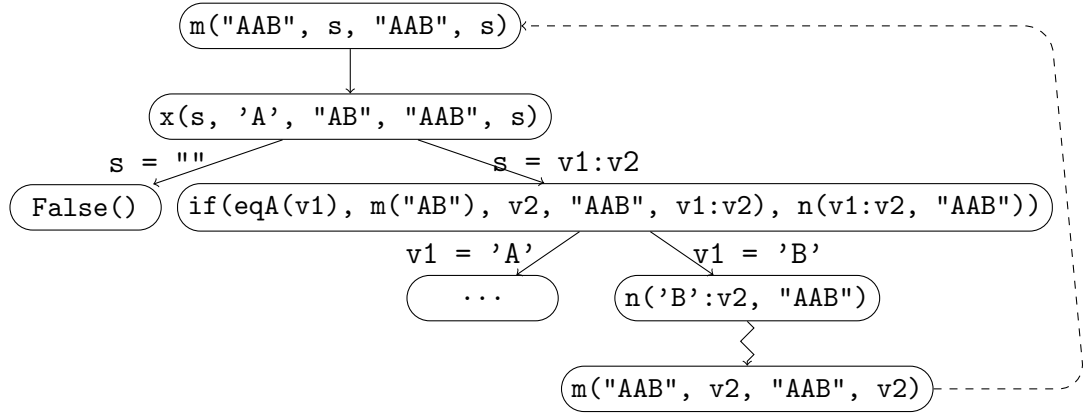 m("AAB", s, "AAB", s)
x(s, 'A', "AB", "AAB", s)
s = ""
s = v1:v2
False()
if(eqA(v1), m("AB"), v2, "AAB", v1:v2), n(v1:v2, "AAB"))
v1 = 'A'
v1 = 'B'
...
n('B':v2, "AAB")
m("AAB", v2, "AAB", v2)